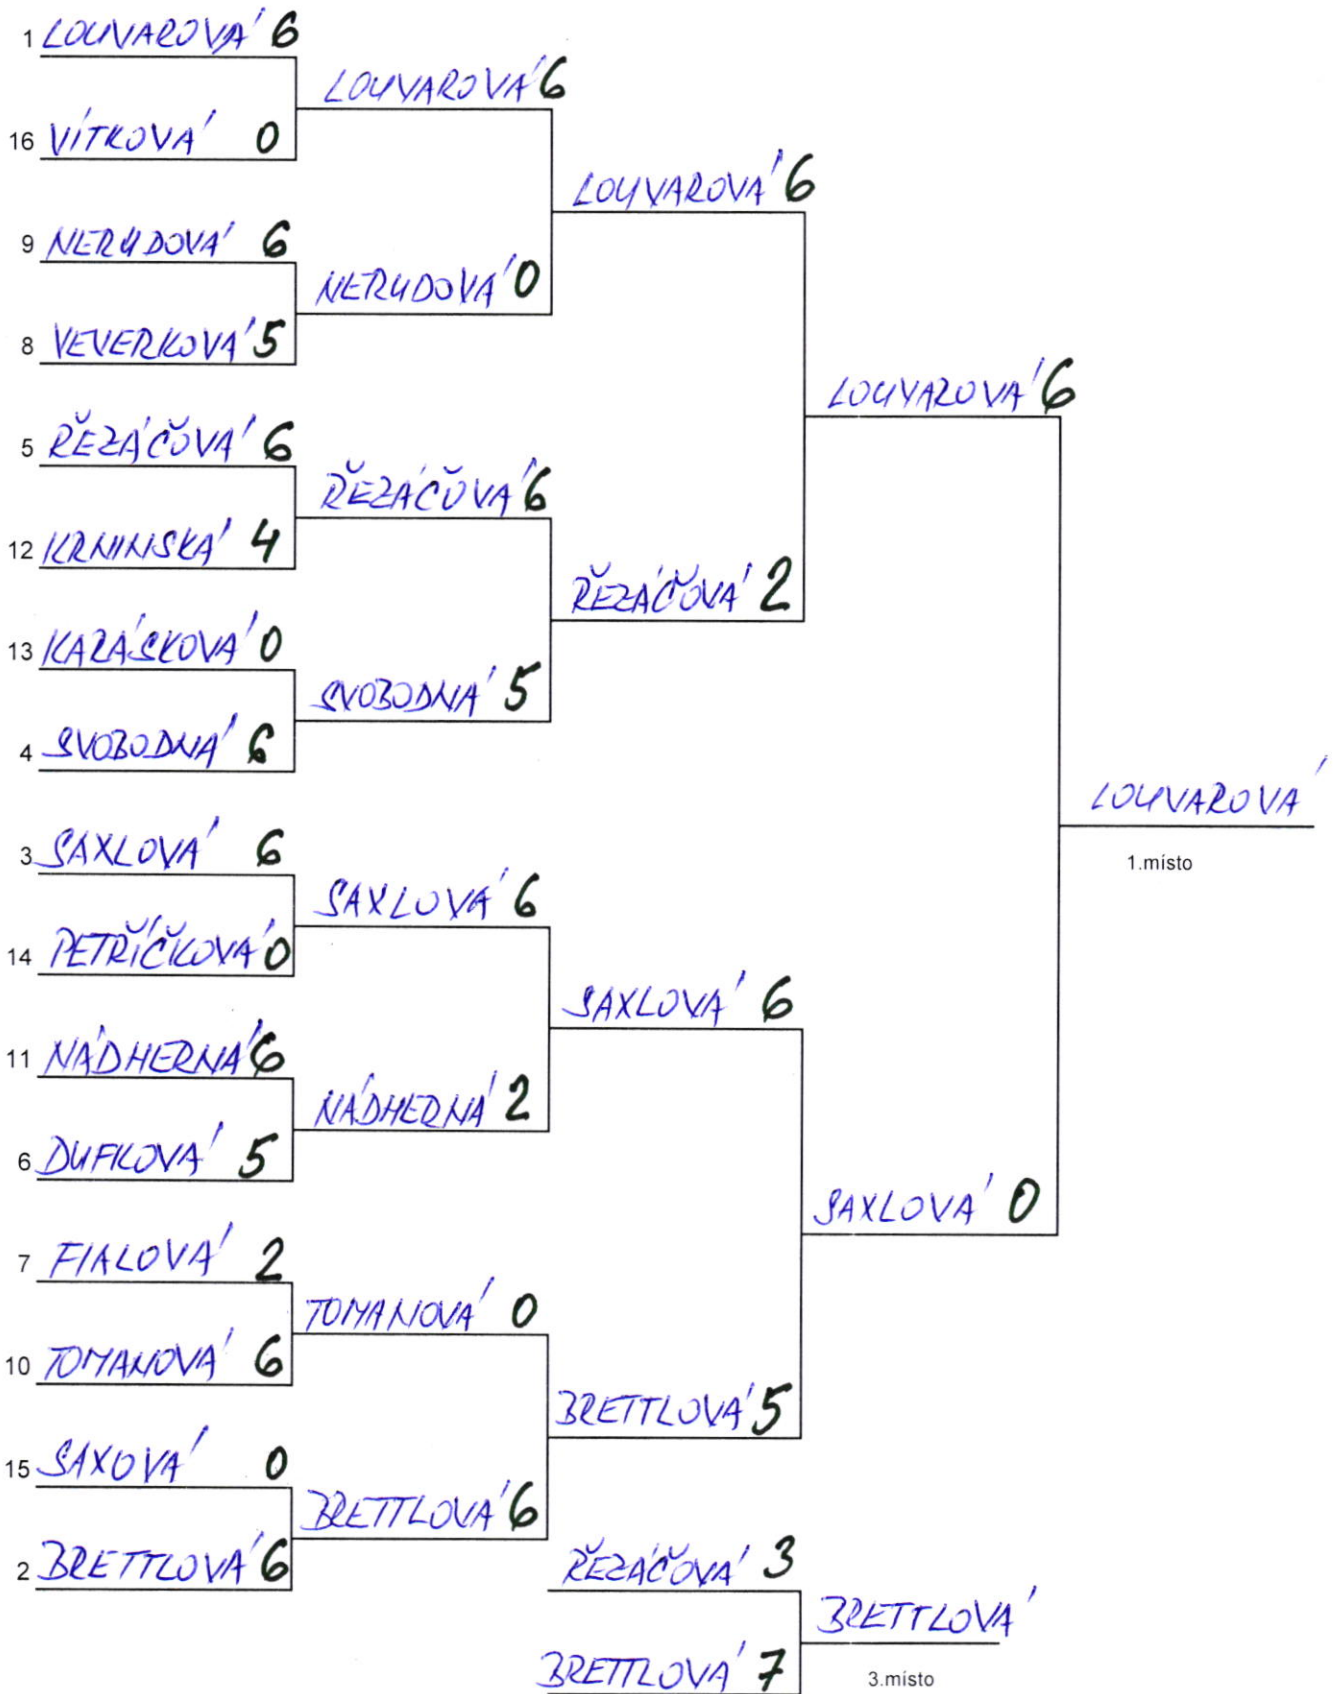 1 LOUVAROVÁ 6
LOUVAROVÁ 6
16 VÍTKOVÁ 0
LOUVAROVÁ 6
9 NERUDOVÁ 6
NERUDOVÁ 0
8 VEVERKOVÁ 5
LOUVAROVÁ 6
5 ŘEZÁČOVÁ 6
ŘEZÁČOVÁ 6
12 KRNINSKÁ 4
ŘEZÁČOVÁ 2
13 KARÁSKOVÁ 0
SVOBODNÁ 5
4 SVOBODNÁ 6
LOUVAROVÁ
1.místo
3 SAXLOVÁ 6
SAXLOVÁ 6
14 PETŘÍČKOVÁ 0
SAXLOVÁ 6
11 NÁDHERNÁ 6
NÁDHERNÁ 2
6 DUFKOVÁ 5
SAXLOVÁ 0
7 FIALOVÁ 2
TOMANOVÁ 0
10 TOMANOVÁ 6
BRETTLOVÁ 5
15 SAXOVÁ 0
BRETTLOVÁ 6
2 BRETTLOVÁ 6
ŘEZÁČOVÁ 3
BRETTLOVÁ
BRETTLOVÁ 7
3.místo